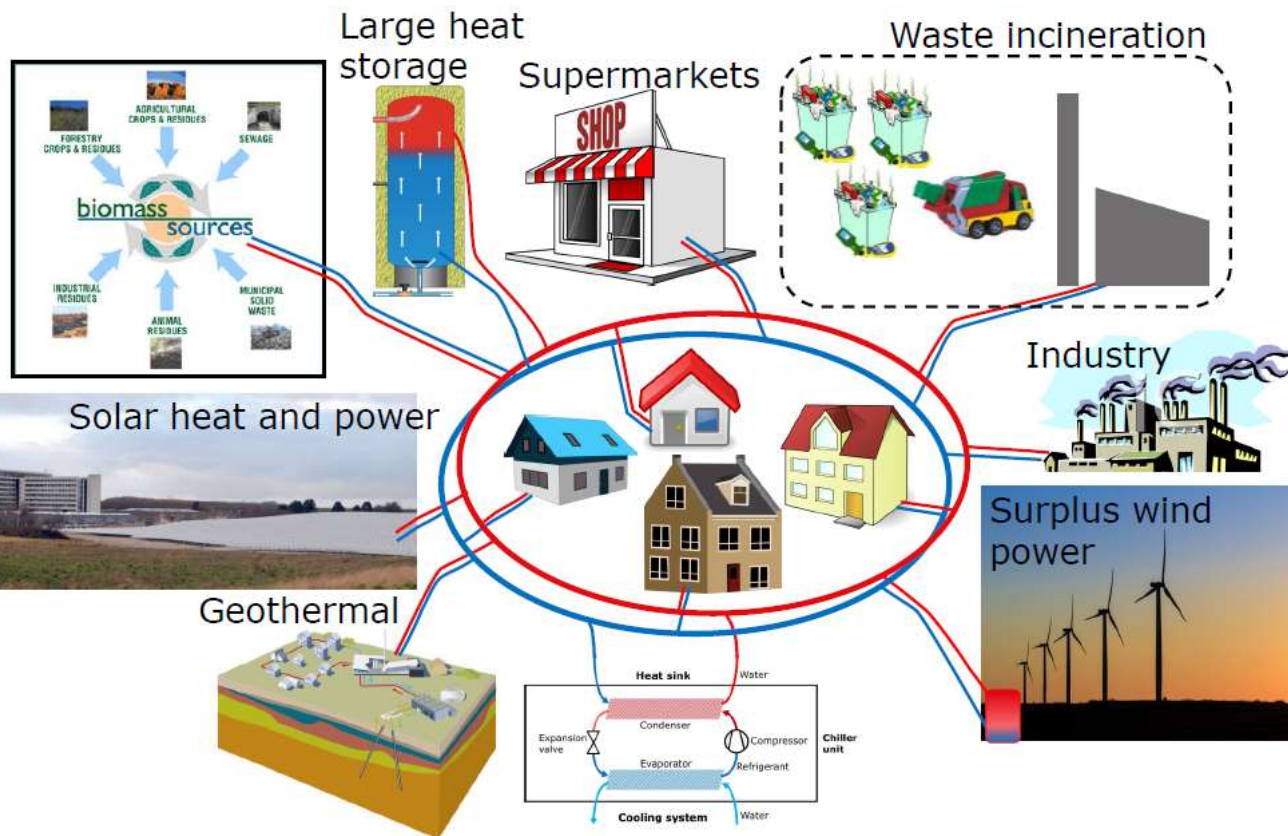 Large heat
storage
Supermarkets
Waste incineration
SHOP
AGRICULTURAL
CROPS & RESIDUES
FORESTRY
CROPS & RESIDUES
SEWAGE
biomass
sources
INDUSTRIAL
RESIDUES
ANIMAL
RESIDUES
MUNICIPAL
SOLID
WASTE
Industry
Solar heat and power
Surplus wind
power
Geothermal
Heat sink
Water
Condenser
Expansion
valve
Compressor
Chiller
unit
Refrigerant
Evaporator
Cooling system
Water